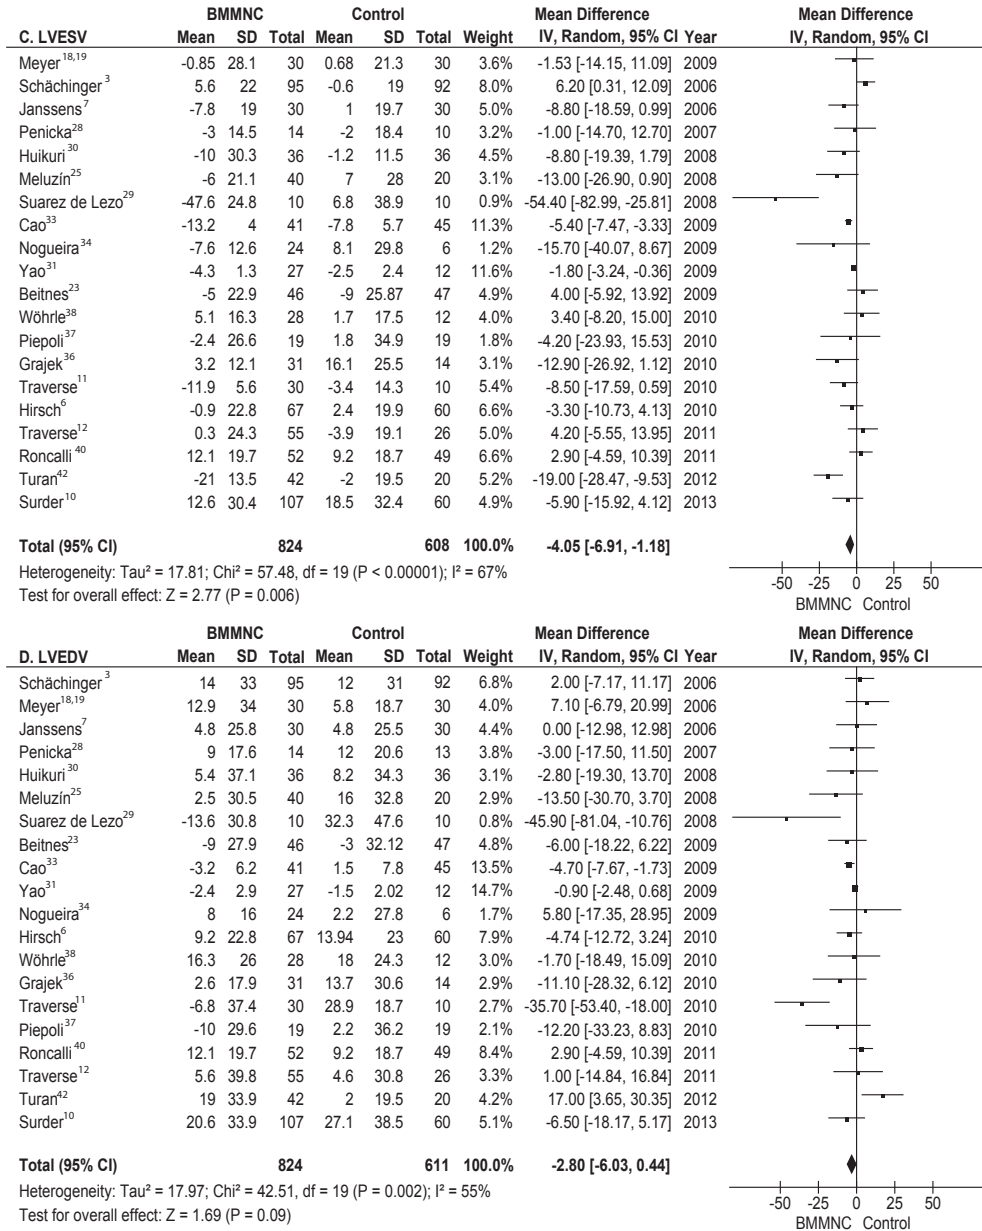 BMMNC Control Mean Difference Mean Difference
C. LVESV Mean SD Total Mean SD Total Weight IV, Random, 95% CI Year IV, Random, 95% CI
Meyer18,19 -0.85 28.1 30 0.68 21.3 30 3.6% -1.53 [-14.15, 11.09] 2009
Schächinger3 5.6 22 95 -0.6 19 92 8.0% 6.20 [0.31, 12.09] 2006
Janssens7 -7.8 19 30 1 19.7 30 5.0% -8.80 [-18.59, 0.99] 2006
Penicka28 -3 14.5 14 -2 18.4 10 3.2% -1.00 [-14.70, 12.70] 2007
Huikuri30 -10 30.3 36 -1.2 11.5 36 4.5% -8.80 [-19.39, 1.79] 2008
Meluzín25 -6 21.1 40 7 28 20 3.1% -13.00 [-26.90, 0.90] 2008
Suarez de Lezo29 -47.6 24.8 10 6.8 38.9 10 0.9% -54.40 [-82.99, -25.81] 2008
Cao33 -13.2 4 41 -7.8 5.7 45 11.3% -5.40 [-7.47, -3.33] 2009
Nogueira34 -7.6 12.6 24 8.1 29.8 6 1.2% -15.70 [-40.07, 8.67] 2009
Yao31 -4.3 1.3 27 -2.5 2.4 12 11.6% -1.80 [-3.24, -0.36] 2009
Beitnes23 -5 22.9 46 -9 25.87 47 4.9% 4.00 [-5.92, 13.92] 2009
Wöhrle38 5.1 16.3 28 1.7 17.5 12 4.0% 3.40 [-8.20, 15.00] 2010
Piepoli37 -2.4 26.6 19 1.8 34.9 19 1.8% -4.20 [-23.93, 15.53] 2010
Grajek36 3.2 12.1 31 16.1 25.5 14 3.1% -12.90 [-26.92, 1.12] 2010
Traverse11 -11.9 5.6 30 -3.4 14.3 10 5.4% -8.50 [-17.59, 0.59] 2010
Hirsch6 -0.9 22.8 67 2.4 19.9 60 6.6% -3.30 [-10.73, 4.13] 2010
Traverse12 0.3 24.3 55 -3.9 19.1 26 5.0% 4.20 [-5.55, 13.95] 2011
Roncalli40 12.1 19.7 52 9.2 18.7 49 6.6% 2.90 [-4.59, 10.39] 2011
Turan42 -21 13.5 42 -2 19.5 20 5.2% -19.00 [-28.47, -9.53] 2012
Surder10 12.6 30.4 107 18.5 32.4 60 4.9% -5.90 [-15.92, 4.12] 2013
Total (95% CI) 824 608 100.0% -4.05 [-6.91, -1.18]
Heterogeneity: Tau² = 17.81; Chi² = 57.48, df = 19 (P < 0.00001); I² = 67%
Test for overall effect: Z = 2.77 (P = 0.006)
-50 -25 0 25 50
BMMNC Control
BMMNC Control Mean Difference Mean Difference
D. LVEDV Mean SD Total Mean SD Total Weight IV, Random, 95% CI Year IV, Random, 95% CI
Schächinger3 14 33 95 12 31 92 6.8% 2.00 [-7.17, 11.17] 2006
Meyer18,19 12.9 34 30 5.8 18.7 30 4.0% 7.10 [-6.79, 20.99] 2006
Janssens7 4.8 25.8 30 4.8 25.5 30 4.4% 0.00 [-12.98, 12.98] 2006
Penicka28 9 17.6 14 12 20.6 13 3.8% -3.00 [-17.50, 11.50] 2007
Huikuri30 5.4 37.1 36 8.2 34.3 36 3.1% -2.80 [-19.30, 13.70] 2008
Meluzín25 2.5 30.5 40 16 32.8 20 2.9% -13.50 [-30.70, 3.70] 2008
Suarez de Lezo29 -13.6 30.8 10 32.3 47.6 10 0.8% -45.90 [-81.04, -10.76] 2008
Beitnes23 -9 27.9 46 -3 32.12 47 4.8% -6.00 [-18.22, 6.22] 2009
Cao33 -3.2 6.2 41 1.5 7.8 45 13.5% -4.70 [-7.67, -1.73] 2009
Yao31 -2.4 2.9 27 -1.5 2.02 12 14.7% -0.90 [-2.48, 0.68] 2009
Nogueira34 8 16 24 2.2 27.8 6 1.7% 5.80 [-17.35, 28.95] 2009
Hirsch6 9.2 22.8 67 13.94 23 60 7.9% -4.74 [-12.72, 3.24] 2010
Wöhrle38 16.3 26 28 18 24.3 12 3.0% -1.70 [-18.49, 15.09] 2010
Grajek36 2.6 17.9 31 13.7 30.6 14 2.9% -11.10 [-28.32, 6.12] 2010
Traverse11 -6.8 37.4 30 28.9 18.7 10 2.7% -35.70 [-53.40, -18.00] 2010
Piepoli37 -10 29.6 19 2.2 36.2 19 2.1% -12.20 [-33.23, 8.83] 2010
Roncalli40 12.1 19.7 52 9.2 18.7 49 8.4% 2.90 [-4.59, 10.39] 2011
Traverse12 5.6 39.8 55 4.6 30.8 26 3.3% 1.00 [-14.84, 16.84] 2011
Turan42 19 33.9 42 2 19.5 20 4.2% 17.00 [3.65, 30.35] 2012
Surder10 20.6 33.9 107 27.1 38.5 60 5.1% -6.50 [-18.17, 5.17] 2013
Total (95% CI) 824 611 100.0% -2.80 [-6.03, 0.44]
Heterogeneity: Tau² = 17.97; Chi² = 42.51, df = 19 (P = 0.002); I² = 55%
Test for overall effect: Z = 1.69 (P = 0.09)
-50 -25 0 25 50
BMMNC Control